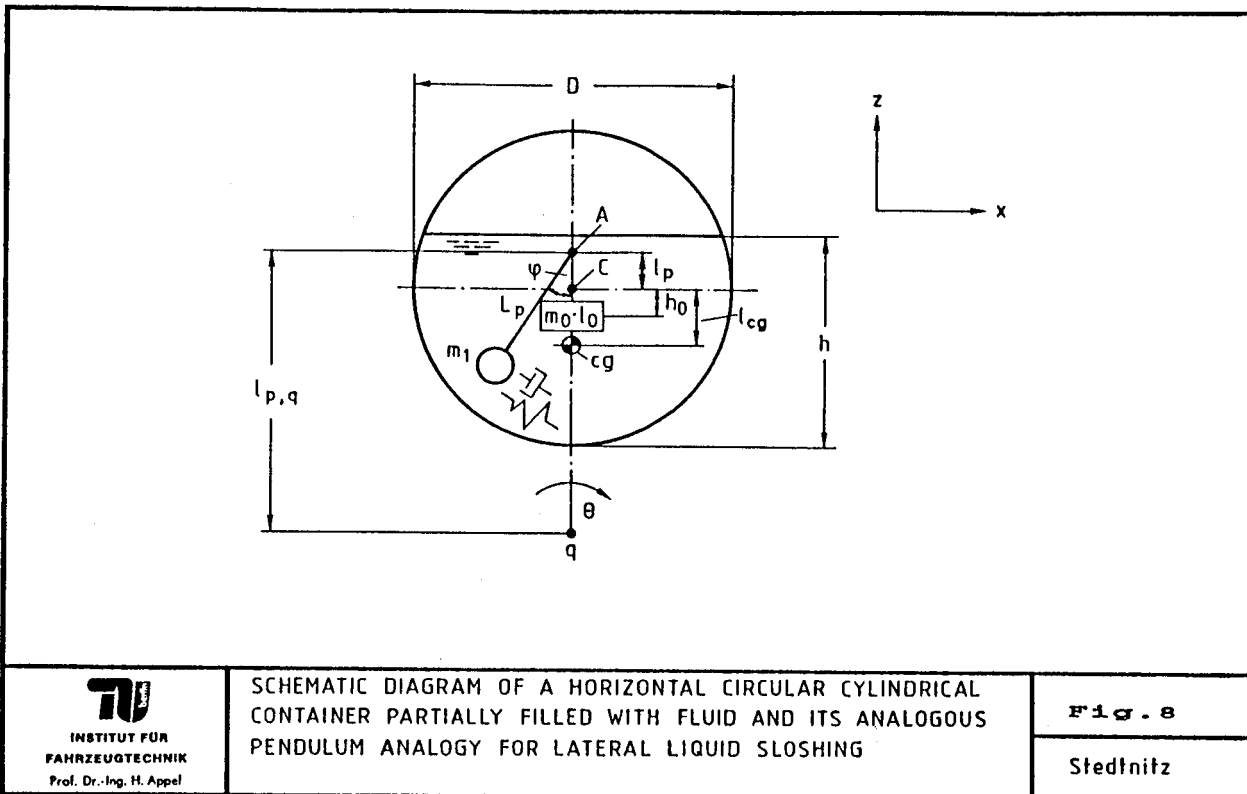 D
z
x
A
φ
C
l_p
h_0
L_p
m_0·l_0
l_cg
m_1
cg
h
l_p,q
θ
q
INSTITUT FÜR
FAHRZEUGTECHNIK
Prof. Dr.-Ing. H. Appel
SCHEMATIC DIAGRAM OF A HORIZONTAL CIRCULAR CYLINDRICAL
CONTAINER PARTIALLY FILLED WITH FLUID AND ITS ANALOGOUS
PENDULUM ANALOGY FOR LATERAL LIQUID SLOSHING
Fig. 8
Stedtnitz